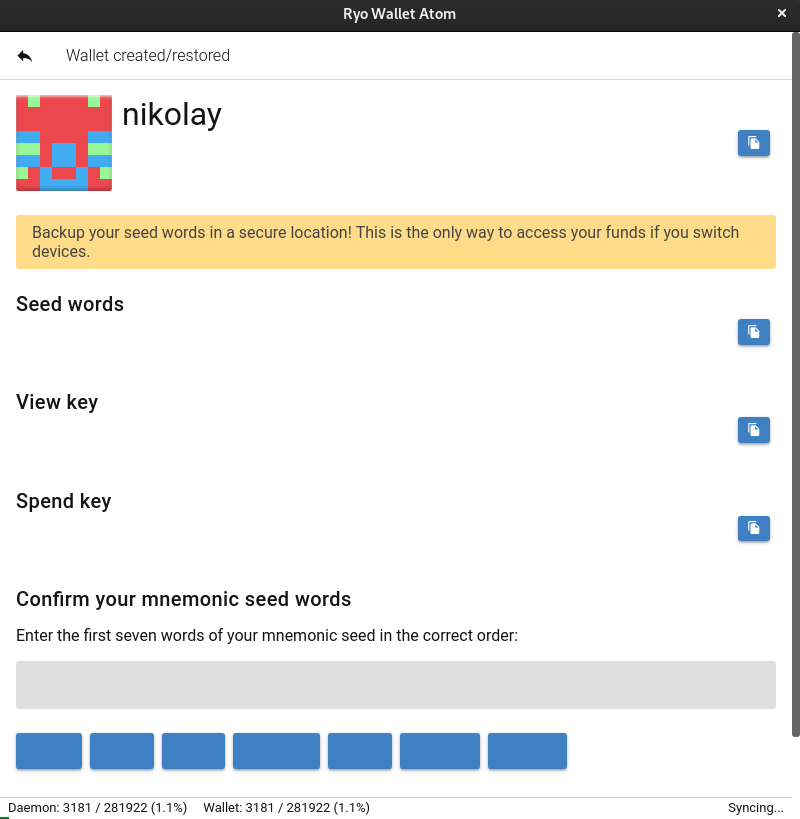 Ryo Wallet Atom
Wallet created/restored
nikolay
Backup your seed words in a secure location! This is the only way to access your funds if you switch
devices.
Seed words
View key
Spend key
Confirm your mnemonic seed words
Enter the first seven words of your mnemonic seed in the correct order:
Daemon: 3181 / 281922 (1.1%) Wallet: 3181 / 281922 (1.1%) Syncing...